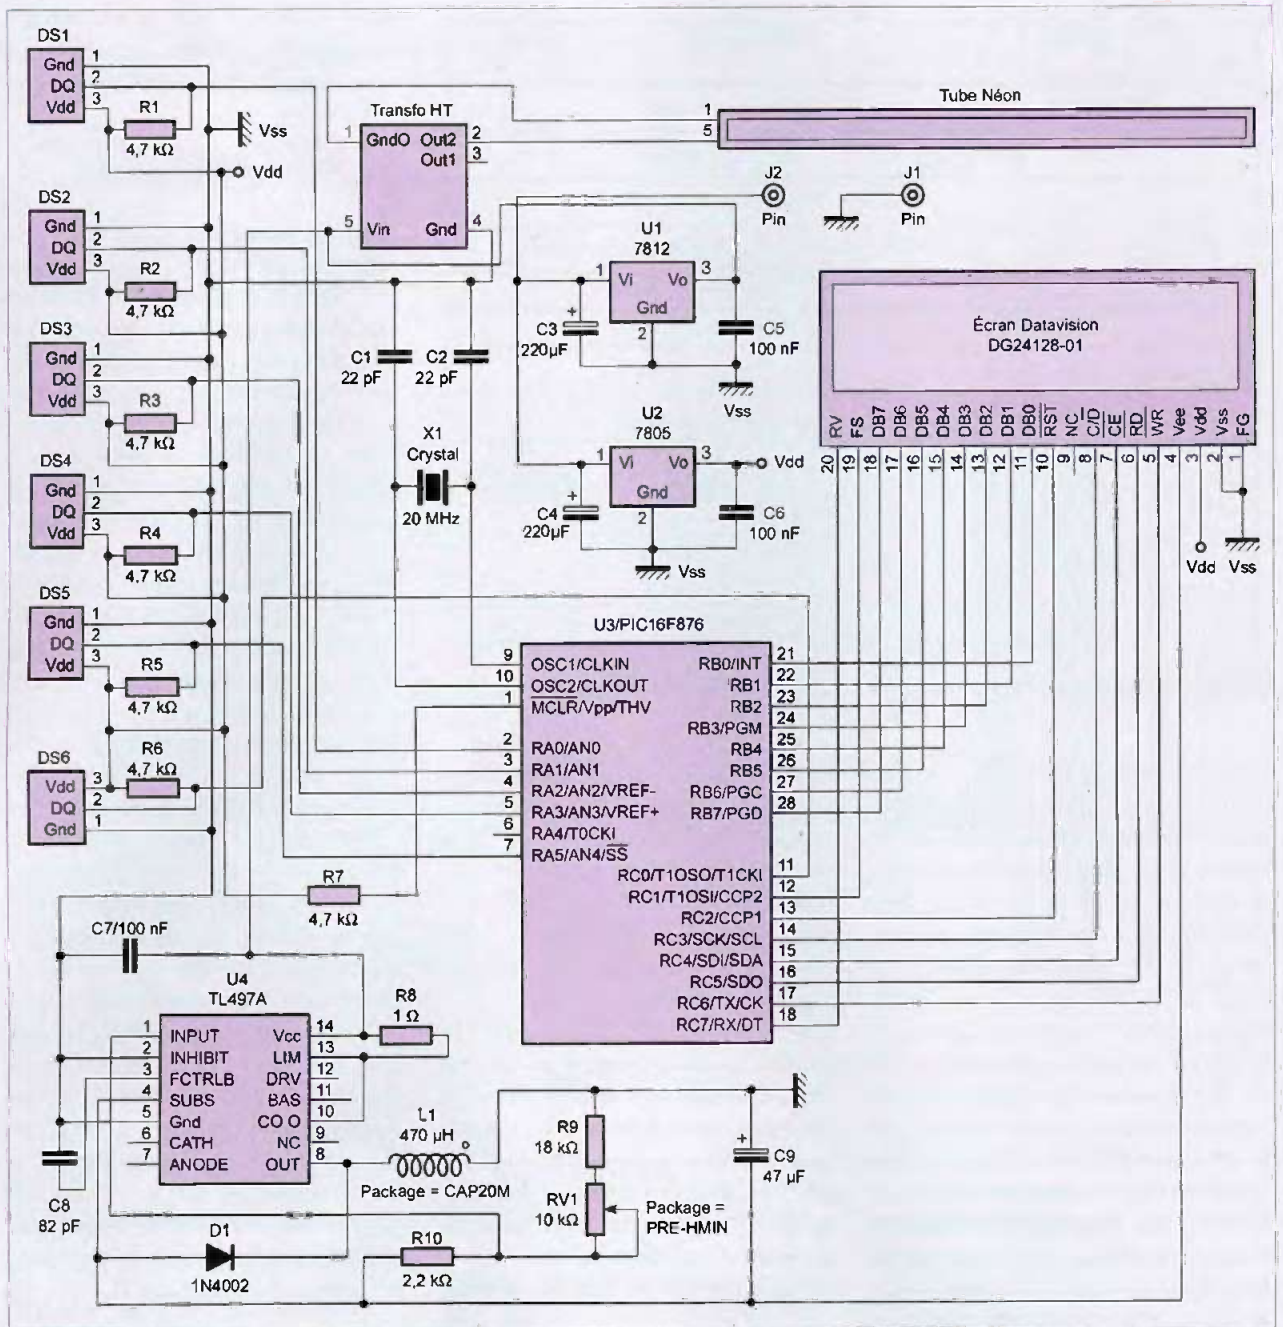 DS1
Gnd 1
DQ 2
Vdd 3
R1
4,7 kΩ
Vss
Vdd
DS2
Gnd 1
DQ 2
Vdd 3
R2
4,7 kΩ
DS3
Gnd 1
DQ 2
Vdd 3
R3
4,7 kΩ
DS4
Gnd 1
DQ 2
Vdd 3
R4
4,7 kΩ
DS5
Gnd 1
DQ 2
Vdd 3
R5
4,7 kΩ
DS6
Vdd 3
DQ 2
Gnd 1
R6
4,7 kΩ
Transfo HT
1 GndO Out2 2
Out1 3
5 Vin Gnd 4
Tube Néon
1
5
J2
Pin
J1
Pin
U1
7812
1 Vi Vo 3
Gnd
2
+
C3
220µF
C5
100 nF
Vss
U2
7805
1 Vi Vo 3
Gnd
2
Vdd
+
C4
220µF
C6
100 nF
Vss
C1
22 pF
C2
22 pF
X1
Crystal
20 MHz
Écran Datavision
DG24128-01
RV FS DB7 DB6 DB5 DB4 DB3 DB2 DB1 DB0 RST NC C/D CE RD WR Vee Vdd Vss FG
20 19 18 17 16 15 14 13 12 11 10 9 8 7 6 5 4 3 2 1
Vdd
Vss
U3/PIC16F876
9 OSC1/CLKIN
10 OSC2/CLKOUT
1 MCLR/Vpp/THV
2 RA0/AN0
3 RA1/AN1
4 RA2/AN2/VREF-
5 RA3/AN3/VREF+
6 RA4/T0CKI
7 RA5/AN4/SS
RB0/INT 21
RB1 22
RB2 23
RB3/PGM 24
RB4 25
RB5 26
RB6/PGC 27
RB7/PGD 28
RC0/T1OSO/T1CKI 11
RC1/T1OSI/CCP2 12
RC2/CCP1 13
RC3/SCK/SCL 14
RC4/SDI/SDA 15
RC5/SDO 16
RC6/TX/CK 17
RC7/RX/DT 18
R7
4,7 kΩ
C7/100 nF
U4
TL497A
1 INPUT Vcc 14
2 INHIBIT LIM 13
3 FCTRLB DRV 12
4 SUBS BAS 11
5 Gnd COO 10
6 CATH NC 9
7 ANODE OUT 8
R8
1 Ω
C8
82 pF
D1
1N4002
L1
470 µH
Package = CAP20M
R9
18 kΩ
RV1
10 kΩ
Package =
PRE-HMIN
R10
2,2 kΩ
+
C9
47 µF